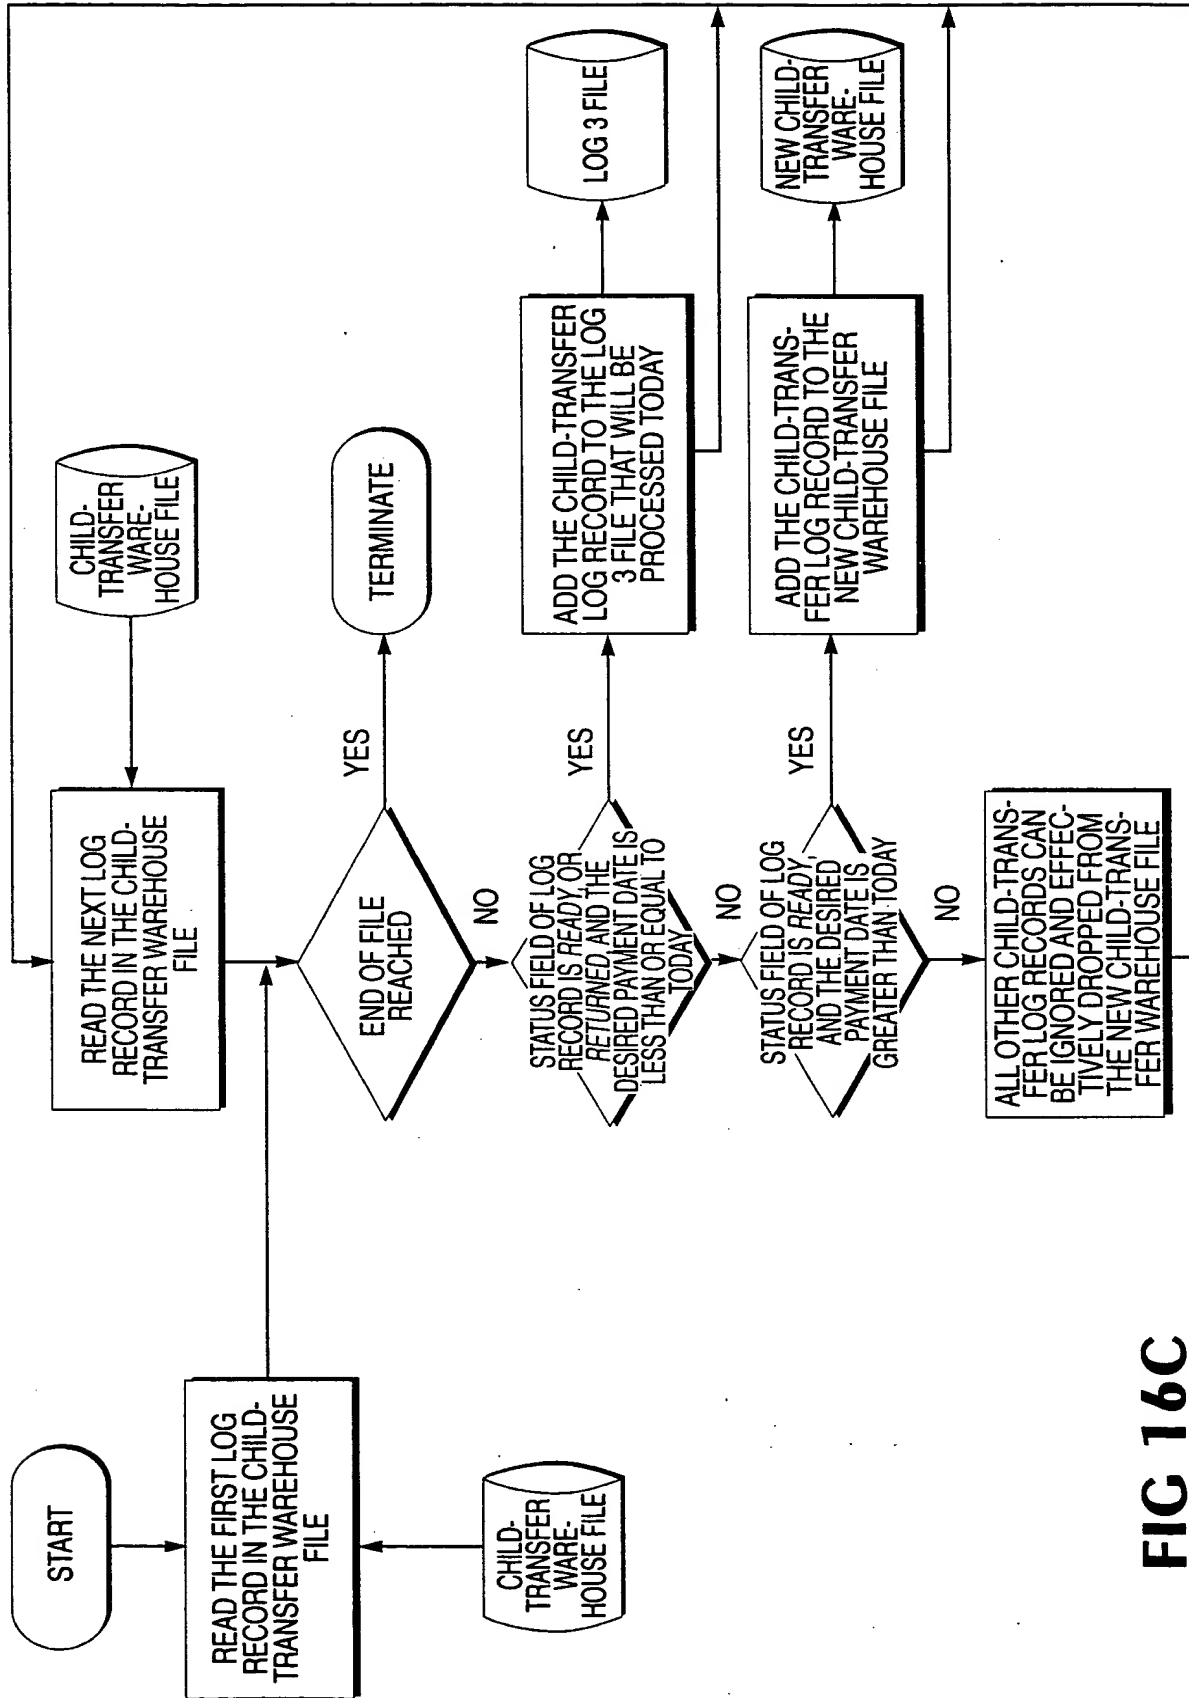 START
READ THE FIRST LOG
RECORD IN THE CHILD-
TRANSFER WAREHOUSE
FILE
CHILD-
TRANSFER
WARE-
HOUSE FILE
READ THE NEXT LOG
RECORD IN THE CHILD-
TRANSFER WAREHOUSE
FILE
CHILD-
TRANSFER
WARE-
HOUSE FILE
END OF FILE
REACHED
YES
TERMINATE
NO
STATUS FIELD OF LOG
RECORD IS READY, OR
RETURNED AND THE
DESIRED PAYMENT DATE IS
LESS THAN OR EQUAL TO
TODAY
YES
ADD THE CHILD-TRANSFER
LOG RECORD TO THE LOG
3 FILE THAT WILL BE
PROCESSED TODAY
LOG 3 FILE
NO
STATUS FIELD OF LOG
RECORD IS READY,
AND THE DESIRED
PAYMENT DATE IS
GREATER THAN TODAY
YES
ADD THE CHILD-TRANS-
FER LOG RECORD TO THE
NEW CHILD-TRANSFER
WAREHOUSE FILE
NEW CHILD-
TRANSFER
WARE-
HOUSE FILE
NO
ALL OTHER CHILD-TRANS-
FER LOG RECORDS CAN
BE IGNORED AND EFFEC-
TIVELY DROPPED FROM
THE NEW CHILD-TRANS-
FER WAREHOUSE FILE
FIG 16C